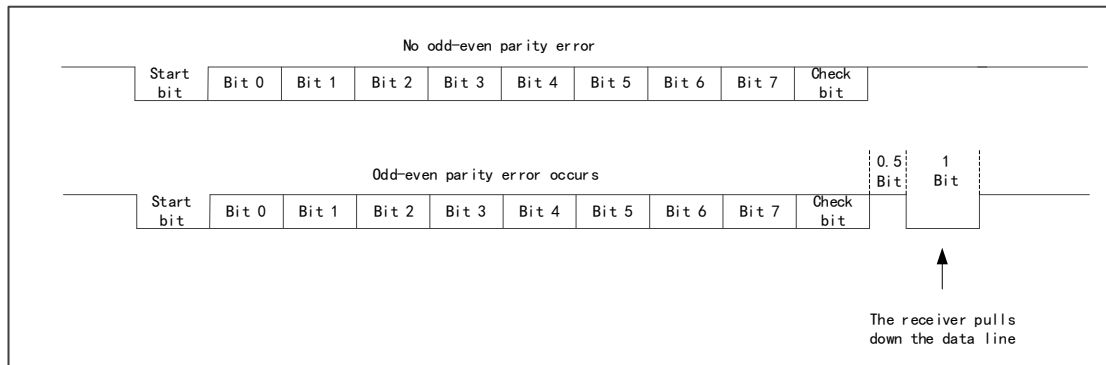 No odd-even parity error
Start bit Bit 0 Bit 1 Bit 2 Bit 3 Bit 4 Bit 5 Bit 6 Bit 7 Check bit
Odd-even parity error occurs
0.5 Bit 1 Bit
Start bit Bit 0 Bit 1 Bit 2 Bit 3 Bit 4 Bit 5 Bit 6 Bit 7 Check bit
The receiver pulls
down the data line